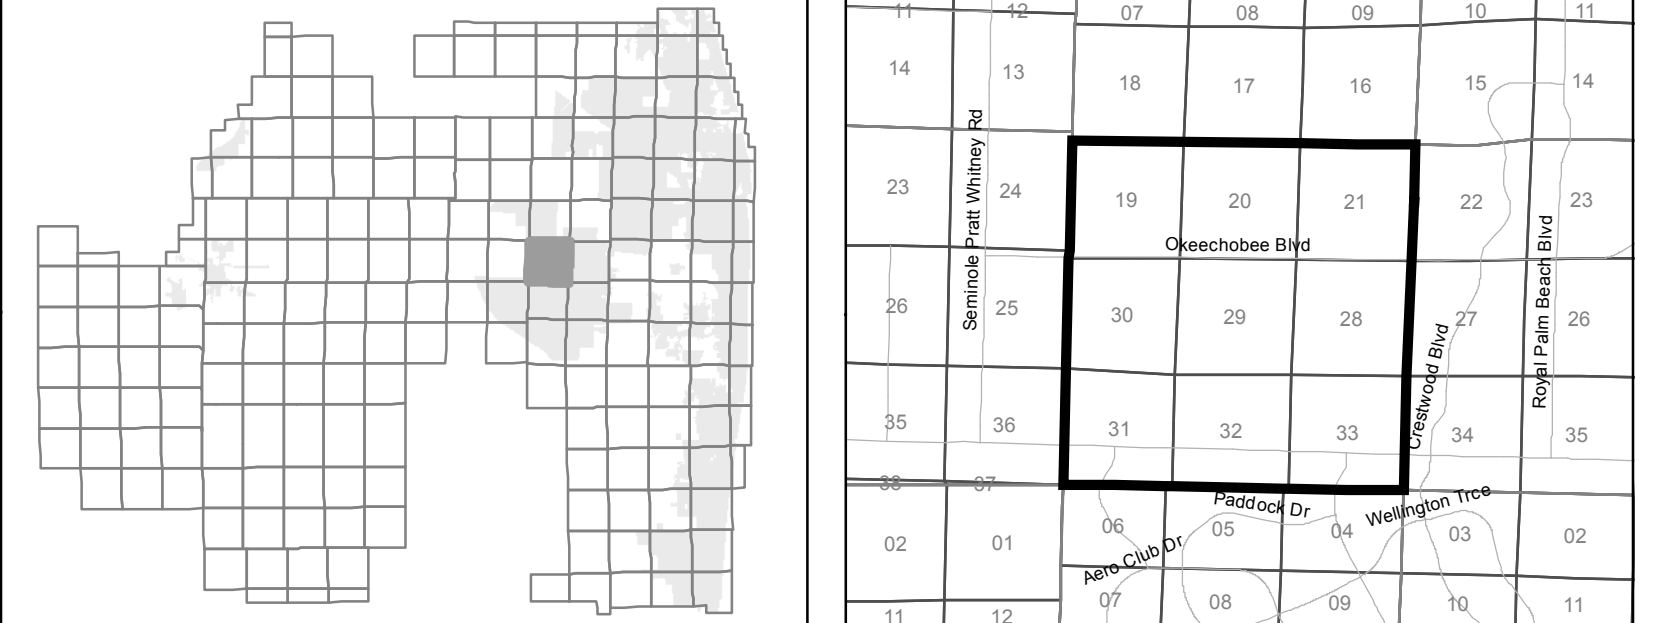 11 12 07 08 09 10 11
14 13 18 17 16 15 14
Seminole Pratt Whitney Rd
23 24 19 20 21 22 23
Okeechobee Blvd
Royal Palm Beach Blvd
26 25 30 29 28 27 26
Crestwood Blvd
35 36 31 32 33 34 35
38 37
Paddock Dr
Wellington Trce
02 01 06 05 04 03 02
Aero Club Dr
11 12 07 08 09 10 11